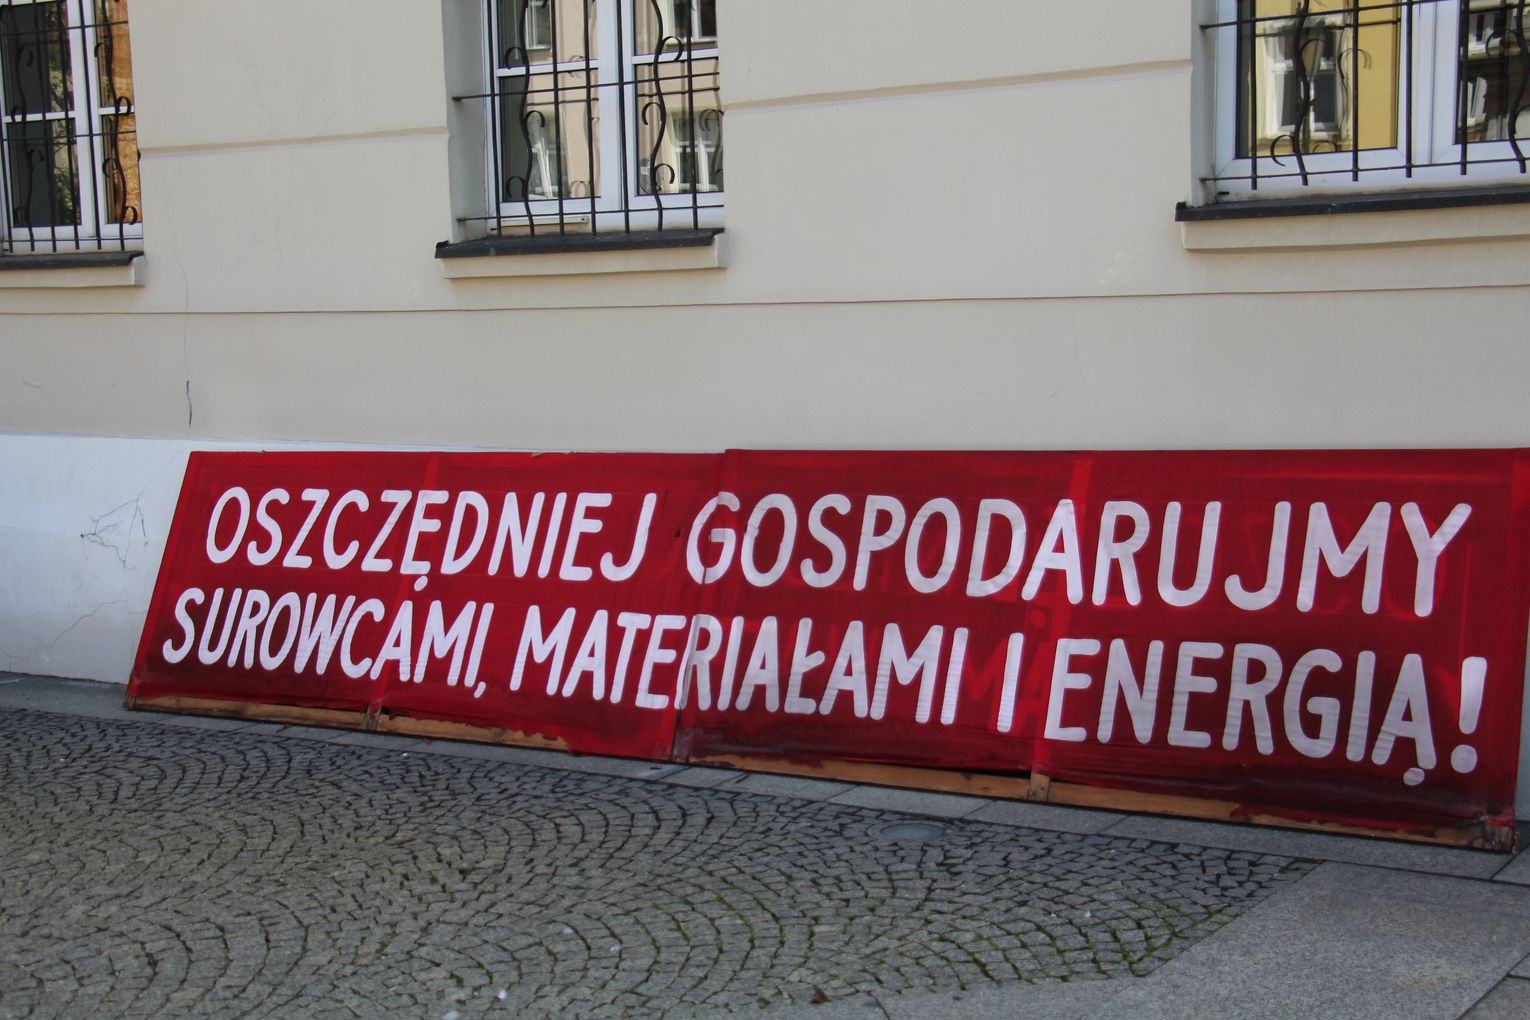 OSZCZĘDNIEJ GOSPODARUJMY
SUROWCAMI, MATERIAŁAMI I ENERGIĄ!